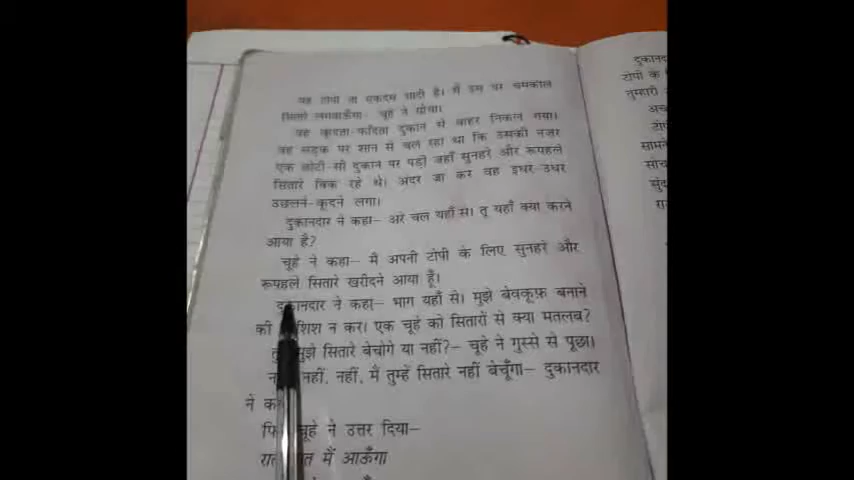 यह टोपी तो एकदम सादी है। मैं इस पर चमकीले
सितारे लगवाऊँगा- चूहे ने सोचा।
वह कूदता-फाँदता दुकान से बाहर निकल गया।
वह सड़क पर शान से चल रहा था कि उसकी नज़र
एक छोटी-सी दुकान पर पड़ी जहाँ सुनहरे और रूपहले
सितारे बिक रहे थे। अंदर जा कर वह इधर-उधर
उछलने-कूदने लगा।
दुकानदार ने कहा- अरे चल यहाँ से। तू यहाँ क्या करने
आया है?
चूहे ने कहा- मैं अपनी टोपी के लिए सुनहरे और
रूपहले सितारे खरीदने आया हूँ।
दुकानदार ने कहा- भाग यहाँ से। मुझे बेवकूफ़ बनाने
की शिश न कर। एक चूहे को सितारों से क्या मतलब?
मुझे सितारे बेचोगे या नहीं?- चूहे ने गुस्से से पूछा।
नहीं, नहीं, मैं तुम्हें सितारे नहीं बेचूँगा- दुकानदार
ने
चूहे ने उत्तर दिया-
मैं आऊँगा
टोपी के
तुम्हारी
सामने